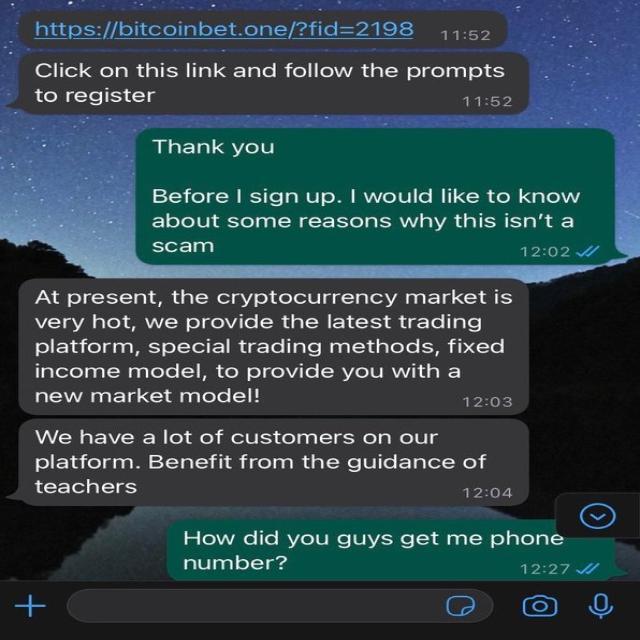 https://bitcoinbet.one/?fid=2198 11:52
Click on this link and follow the prompts
to register 11:52
Thank you
Before I sign up. I would like to know
about some reasons why this isn't a
scam 12:02
At present, the cryptocurrency market is
very hot, we provide the latest trading
platform, special trading methods, fixed
income model, to provide you with a
new market model! 12:03
We have a lot of customers on our
platform. Benefit from the guidance of
teachers 12:04
How did you guys get me phone
number? 12:27